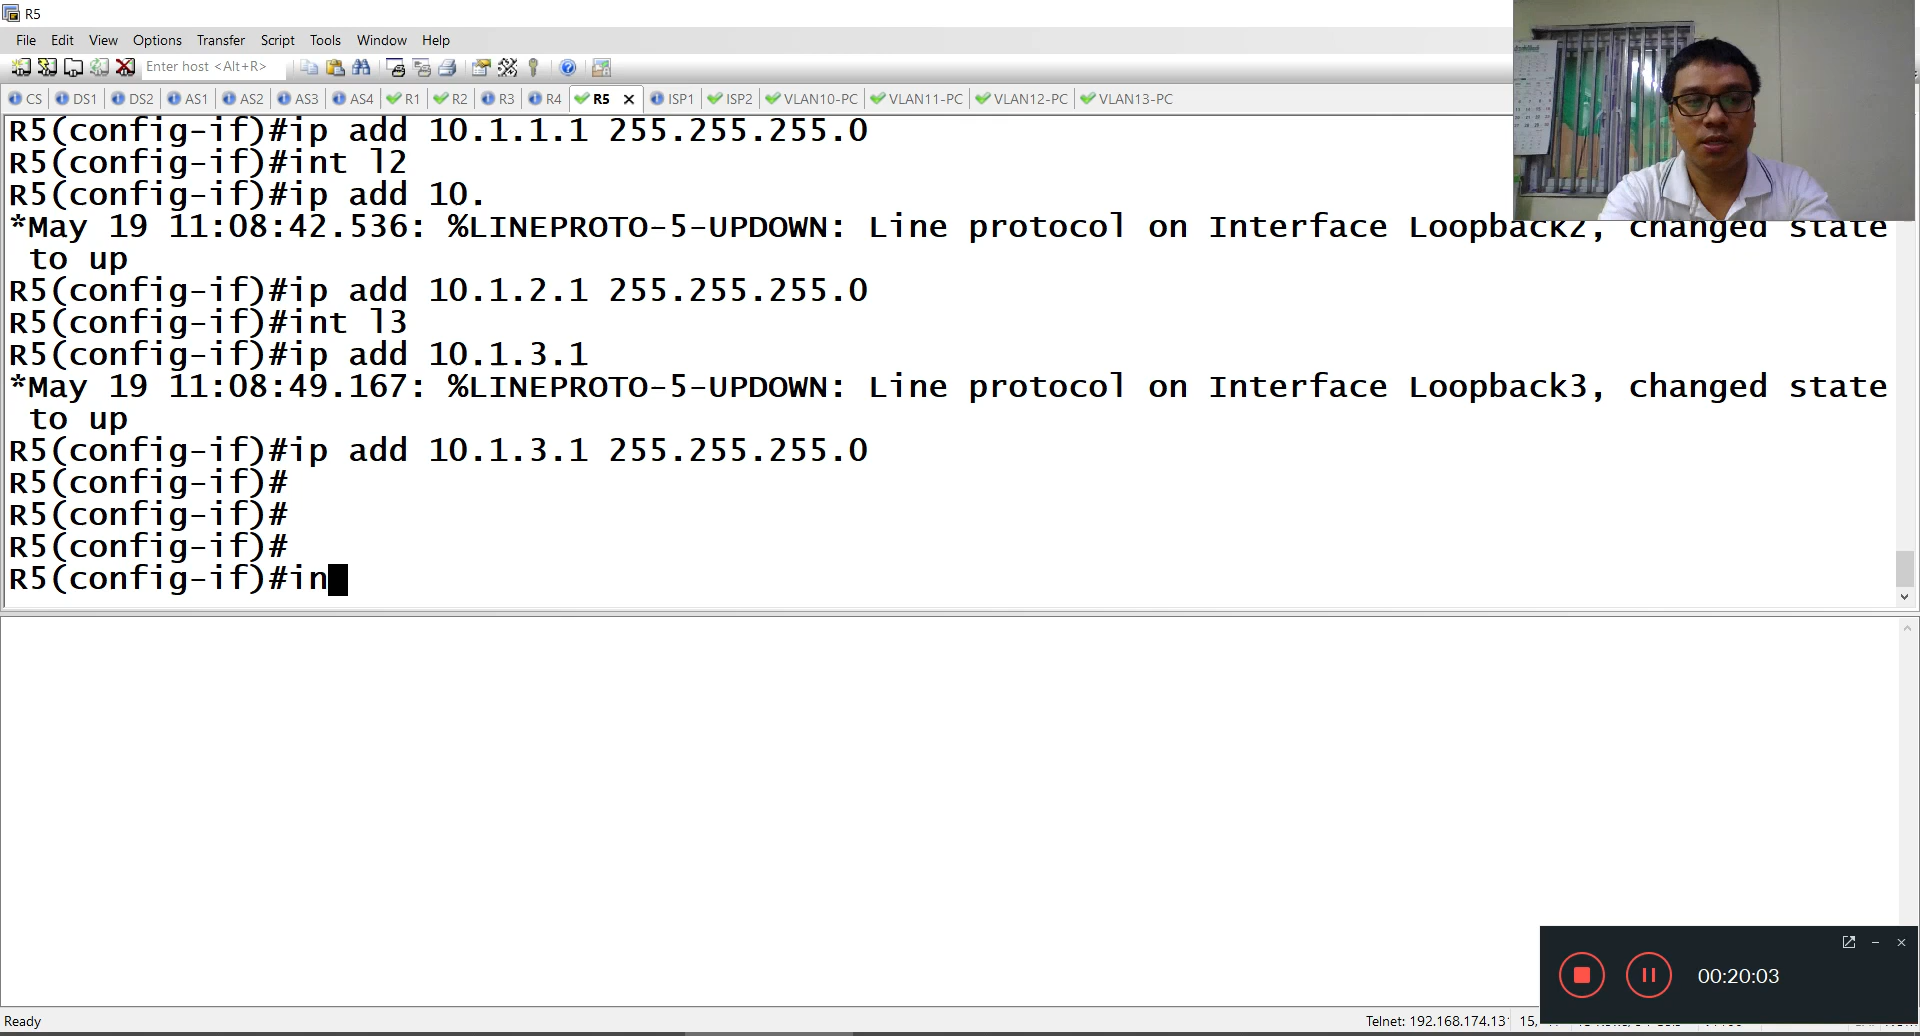 R5
File Edit View Options Transfer Script Tools Window Help
Enter host <Alt+R>
CS DS1 DS2 AS1 AS2 AS3 AS4 R1 R2 R3 R4 R5 ISP1 ISP2 VLAN10-PC VLAN11-PC VLAN12-PC VLAN13-PC
R5(config-if)#ip add 10.1.1.1 255.255.255.0
R5(config-if)#int l2
R5(config-if)#ip add 10.
*May 19 11:08:42.536: %LINEPROTO-5-UPDOWN: Line protocol on Interface Loopback2, changed state
to up
R5(config-if)#ip add 10.1.2.1 255.255.255.0
R5(config-if)#int l3
R5(config-if)#ip add 10.1.3.1
*May 19 11:08:49.167: %LINEPROTO-5-UPDOWN: Line protocol on Interface Loopback3, changed state
to up
R5(config-if)#ip add 10.1.3.1 255.255.255.0
R5(config-if)#
R5(config-if)#
R5(config-if)#
R5(config-if)#in
00:20:03
Ready Telnet: 192.168.174.13 15,